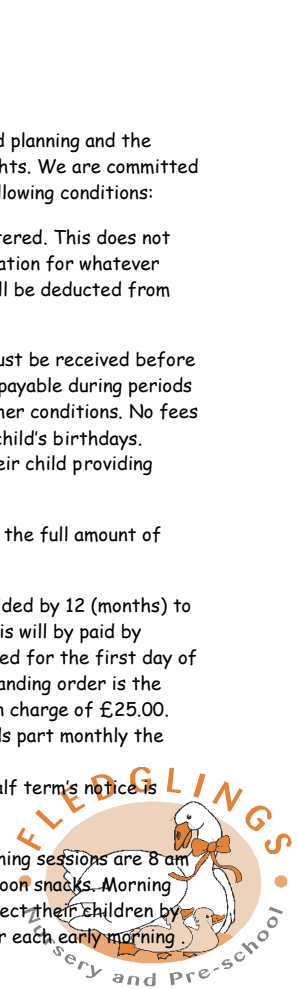 d planning and the
hts. We are committed
llowing conditions:
tered. This does not
ation for whatever
ll be deducted from
ust be received before
payable during periods
her conditions. No fees
child's birthdays.
eir child providing
the full amount of
ided by 12 (months) to
is will by paid by
ed for the first day of
anding order is the
n charge of £25.00.
ls part monthly the
alf term's notice is
FLEDGLINGS
ning sessions are 8 am
oon snacks. Morning
ect their children by
r each early morning .
Nursery and Pre-school